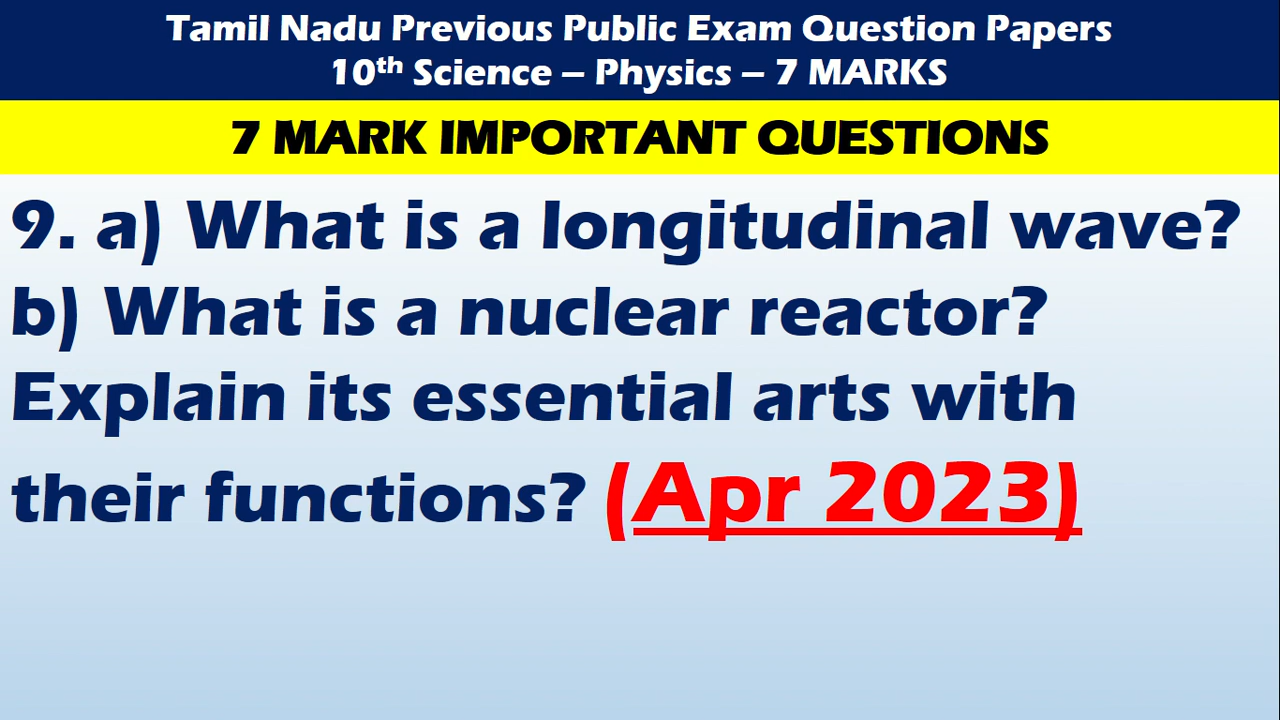 Tamil Nadu Previous Public Exam Question Papers
10th Science – Physics – 7 MARKS
7 MARK IMPORTANT QUESTIONS
9. a) What is a longitudinal wave?
b) What is a nuclear reactor?
Explain its essential arts with
their functions? (Apr 2023)